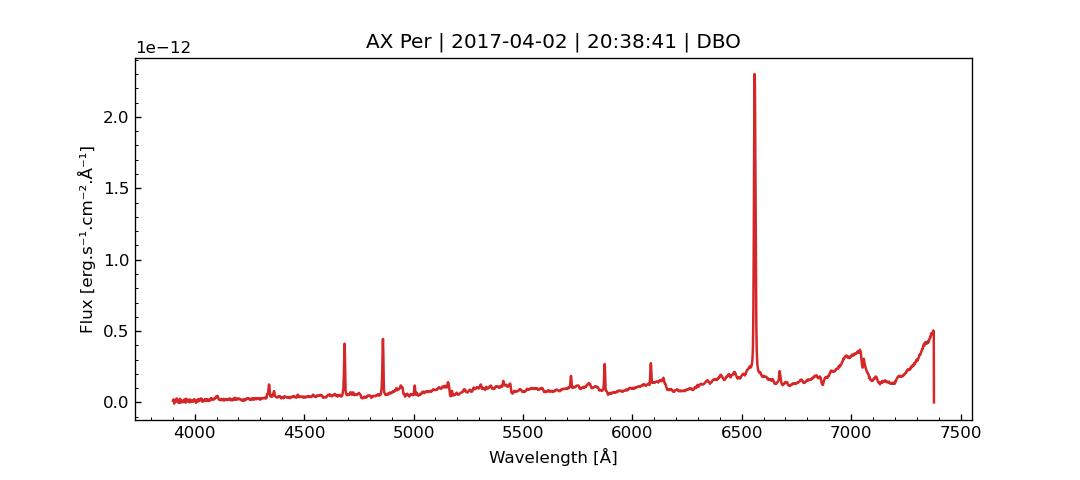 AX Per | 2017-04-02 | 20:38:41 | DBO
1e−12
2.0
1.5
1.0
0.5
0.0
Flux [erg.s⁻¹.cm⁻².Å⁻¹]
4000 4500 5000 5500 6000 6500 7000 7500
Wavelength [Å]